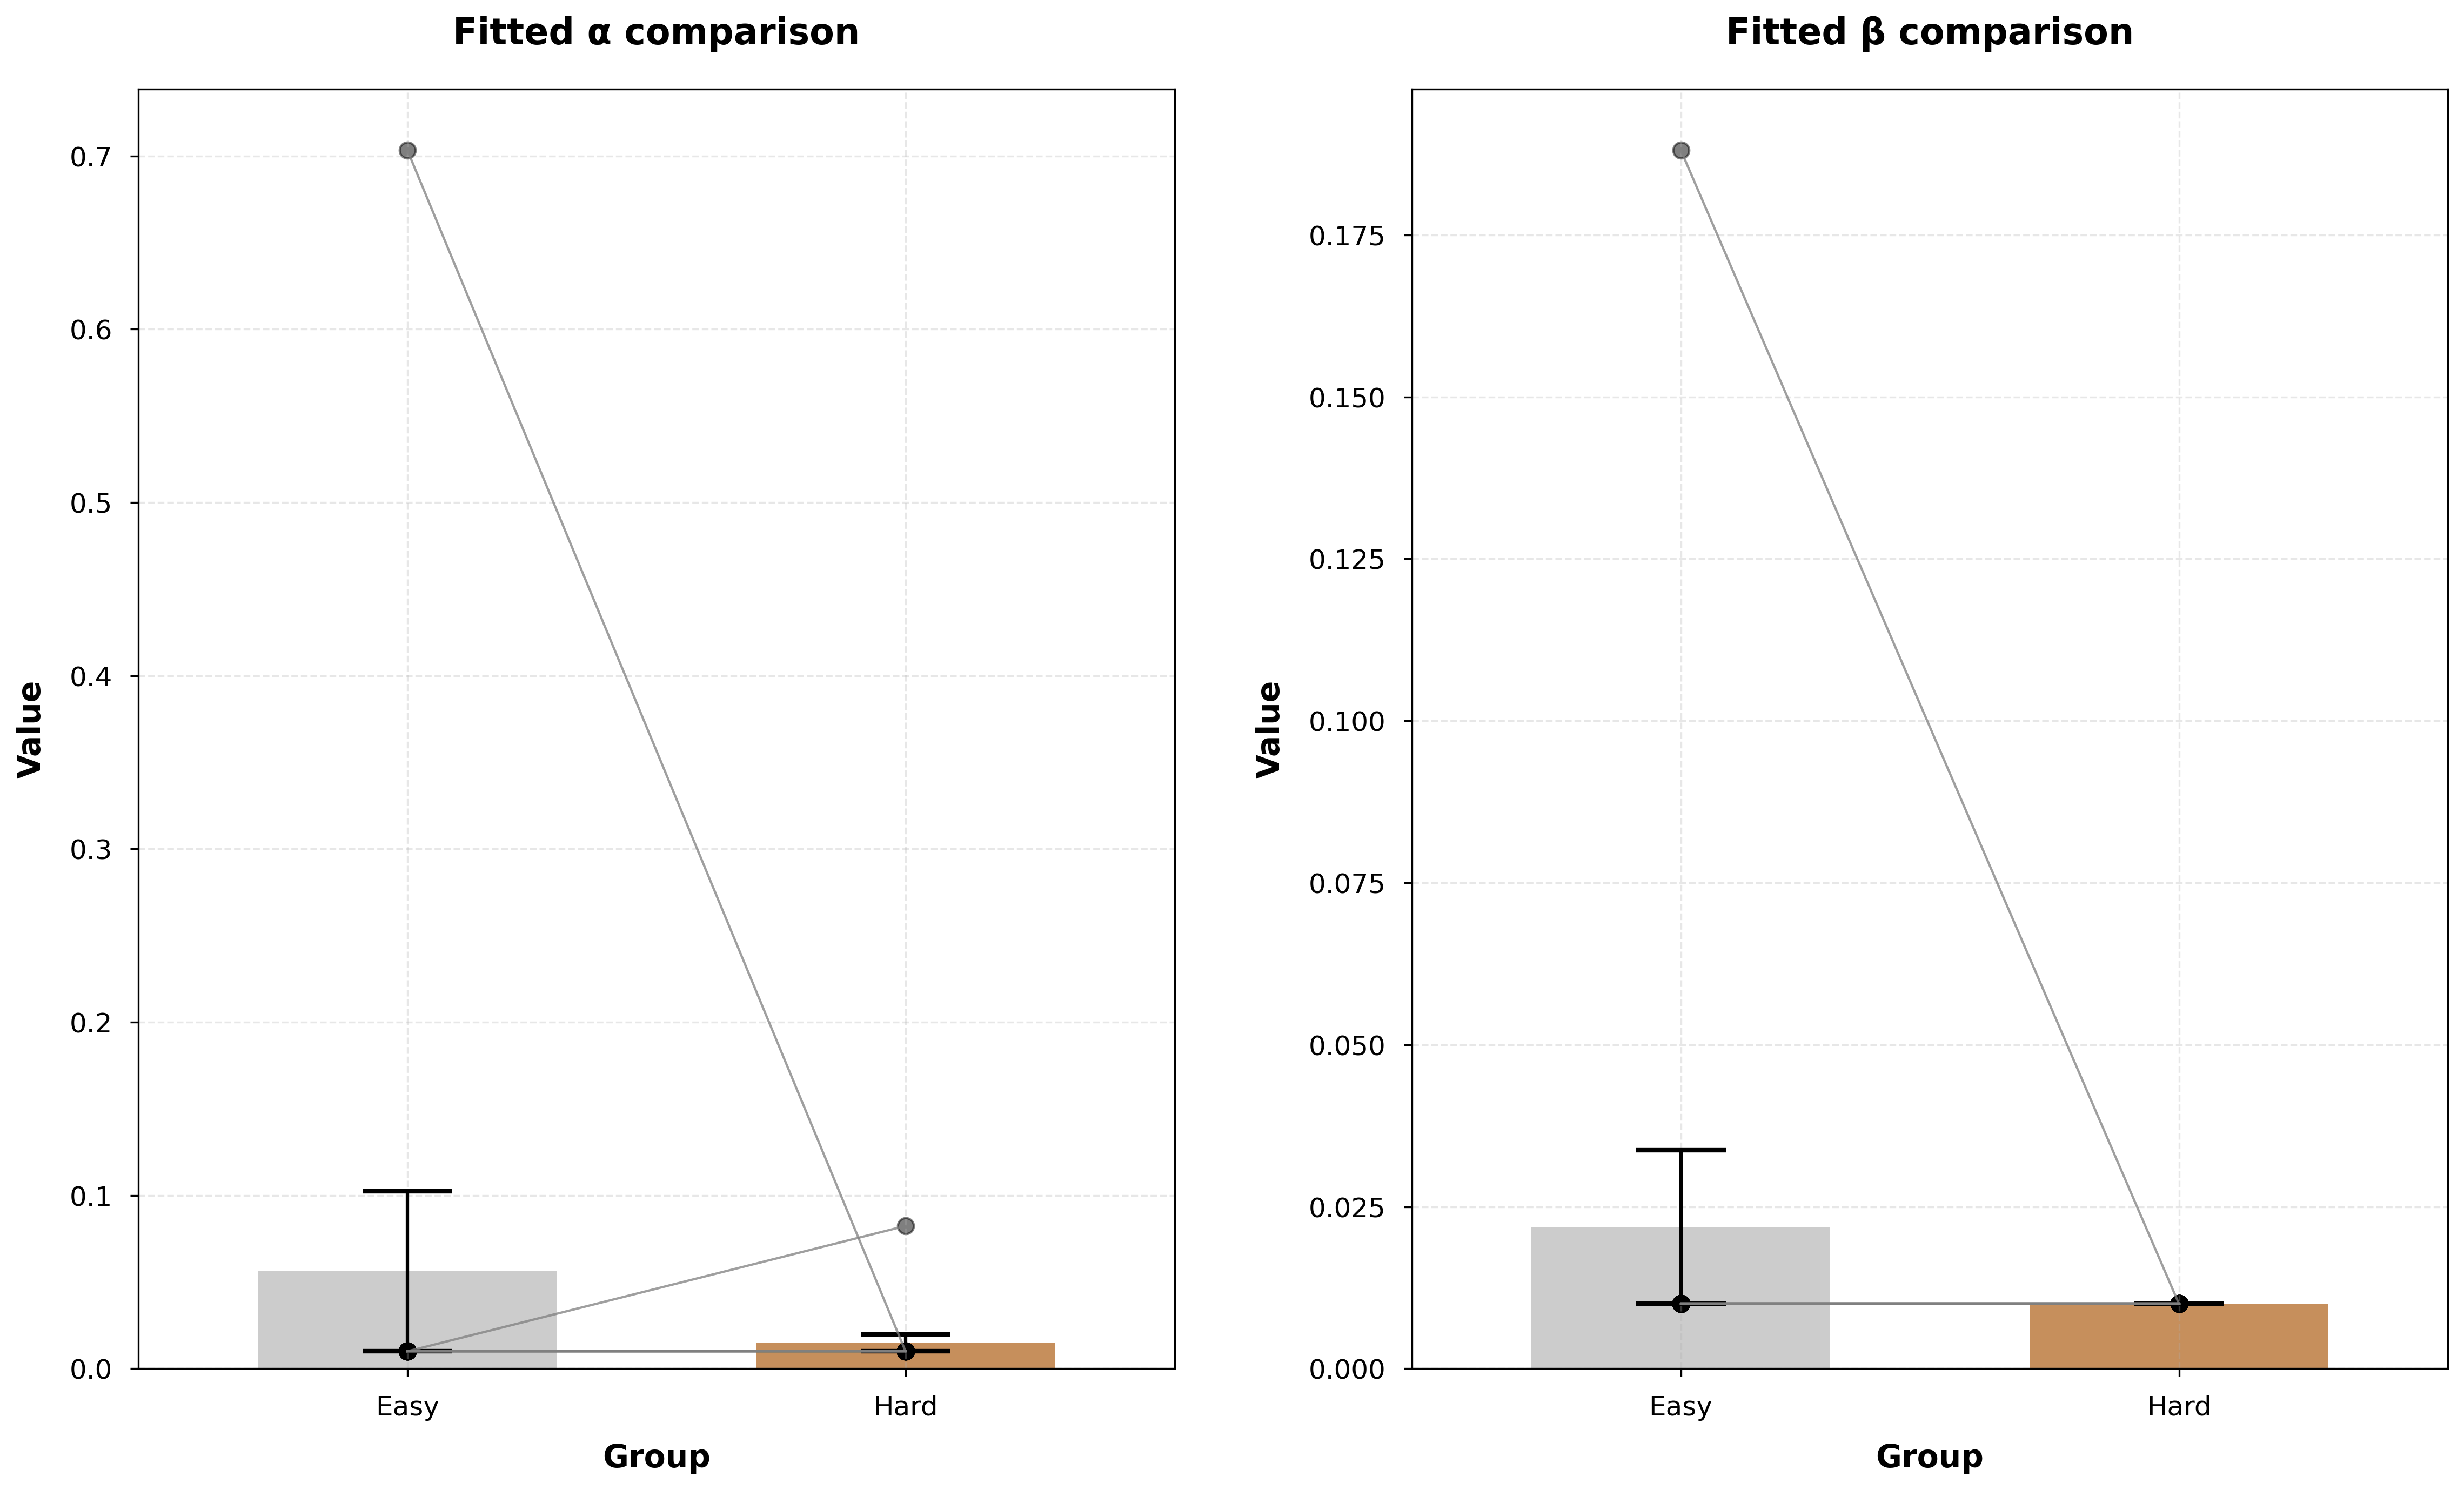 Fitted α comparison
Value
0.7
0.6
0.5
0.4
0.3
0.2
0.1
0.0
Easy
Hard
Group
Fitted β comparison
Value
0.175
0.150
0.125
0.100
0.075
0.050
0.025
0.000
Easy
Hard
Group